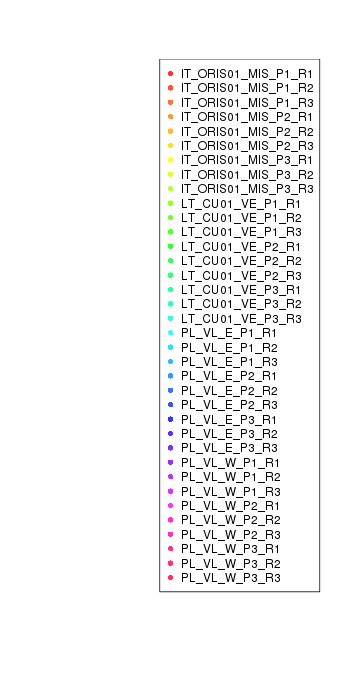 IT_ORIS01_MIS_P1_R1
IT_ORIS01_MIS_P1_R2
IT_ORIS01_MIS_P1_R3
IT_ORIS01_MIS_P2_R1
IT_ORIS01_MIS_P2_R2
IT_ORIS01_MIS_P2_R3
IT_ORIS01_MIS_P3_R1
IT_ORIS01_MIS_P3_R2
IT_ORIS01_MIS_P3_R3
LT_CU01_VE_P1_R1
LT_CU01_VE_P1_R2
LT_CU01_VE_P1_R3
LT_CU01_VE_P2_R1
LT_CU01_VE_P2_R2
LT_CU01_VE_P2_R3
LT_CU01_VE_P3_R1
LT_CU01_VE_P3_R2
LT_CU01_VE_P3_R3
PL_VL_E_P1_R1
PL_VL_E_P1_R2
PL_VL_E_P1_R3
PL_VL_E_P2_R1
PL_VL_E_P2_R2
PL_VL_E_P2_R3
PL_VL_E_P3_R1
PL_VL_E_P3_R2
PL_VL_E_P3_R3
PL_VL_W_P1_R1
PL_VL_W_P1_R2
PL_VL_W_P1_R3
PL_VL_W_P2_R1
PL_VL_W_P2_R2
PL_VL_W_P2_R3
PL_VL_W_P3_R1
PL_VL_W_P3_R2
PL_VL_W_P3_R3